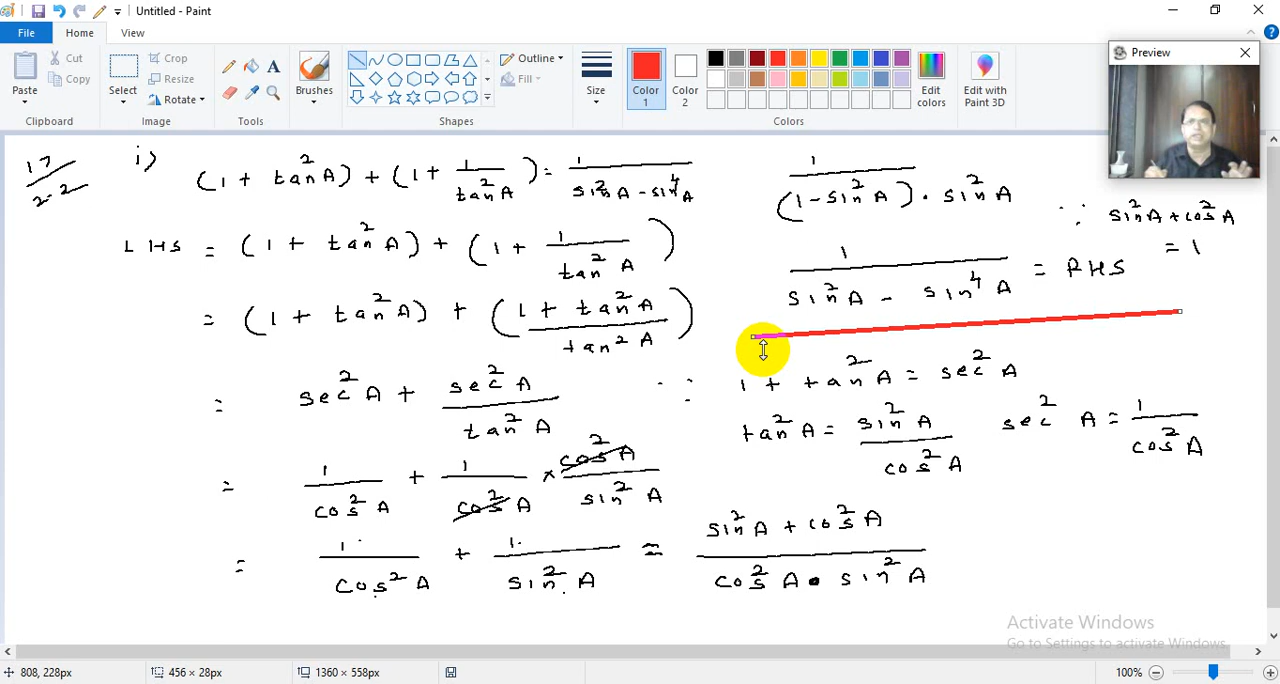 Untitled - Paint
File Home View
Paste Cut Copy Select Crop Resize Rotate Brushes Outline Fill Size Color 1 Color 2 Edit colors Edit with Paint 3D
Clipboard Image Tools Shapes Colors
Preview
17/2-2 i) (1 + tan²A) + (1 + 1/tan²A) = 1/(sin²A - sin⁴A)
LHS = (1 + tan²A) + (1 + 1/tan²A)
= (1 + tan²A) + ((1 + tan²A)/tan²A)
= sec²A + sec²A/tan²A
= 1/cos²A + 1/cos²A × cos²A/sin²A
= 1/cos²A + 1/sin²A = (sin²A + cos²A)/(cos²A • sin²A)
1/((1 - sin²A) • sin²A) ∵ sin²A + cos²A = 1
1/(sin²A - sin⁴A) = RHS
∵ 1 + tan²A = sec²A
tan²A = sin²A/cos²A sec²A = 1/cos²A
Activate Windows
Go to Settings to activate Windows.
808, 228px 456 × 28px 1360 × 558px 100%